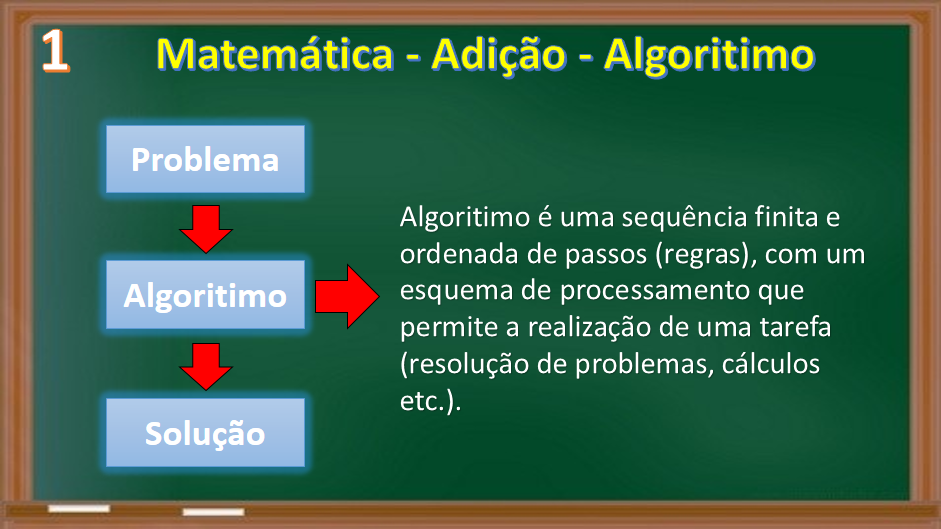 1
Matemática - Adição - Algoritimo
Problema
Algoritimo
Solução
Algoritimo é uma sequência finita e
ordenada de passos (regras), com um
esquema de processamento que
permite a realização de uma tarefa
(resolução de problemas, cálculos
etc.).